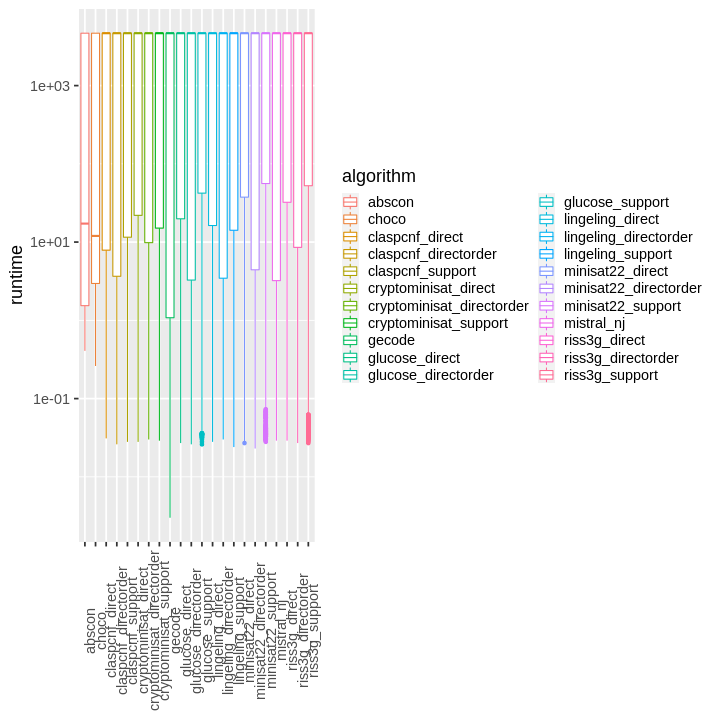 runtime
1e+03
1e+01
1e-01
abscon
choco
claspcnf_direct
claspcnf_directorder
claspcnf_support
cryptominisat_direct
cryptominisat_directorder
cryptominisat_support
gecode
glucose_direct
glucose_directorder
glucose_support
lingeling_direct
lingeling_directorder
lingeling_support
minisat22_direct
minisat22_directorder
minisat22_support
mistral_nj
riss3g_direct
riss3g_directorder
riss3g_support
algorithm
abscon
choco
claspcnf_direct
claspcnf_directorder
claspcnf_support
cryptominisat_direct
cryptominisat_directorder
cryptominisat_support
gecode
glucose_direct
glucose_directorder
glucose_support
lingeling_direct
lingeling_directorder
lingeling_support
minisat22_direct
minisat22_directorder
minisat22_support
mistral_nj
riss3g_direct
riss3g_directorder
riss3g_support